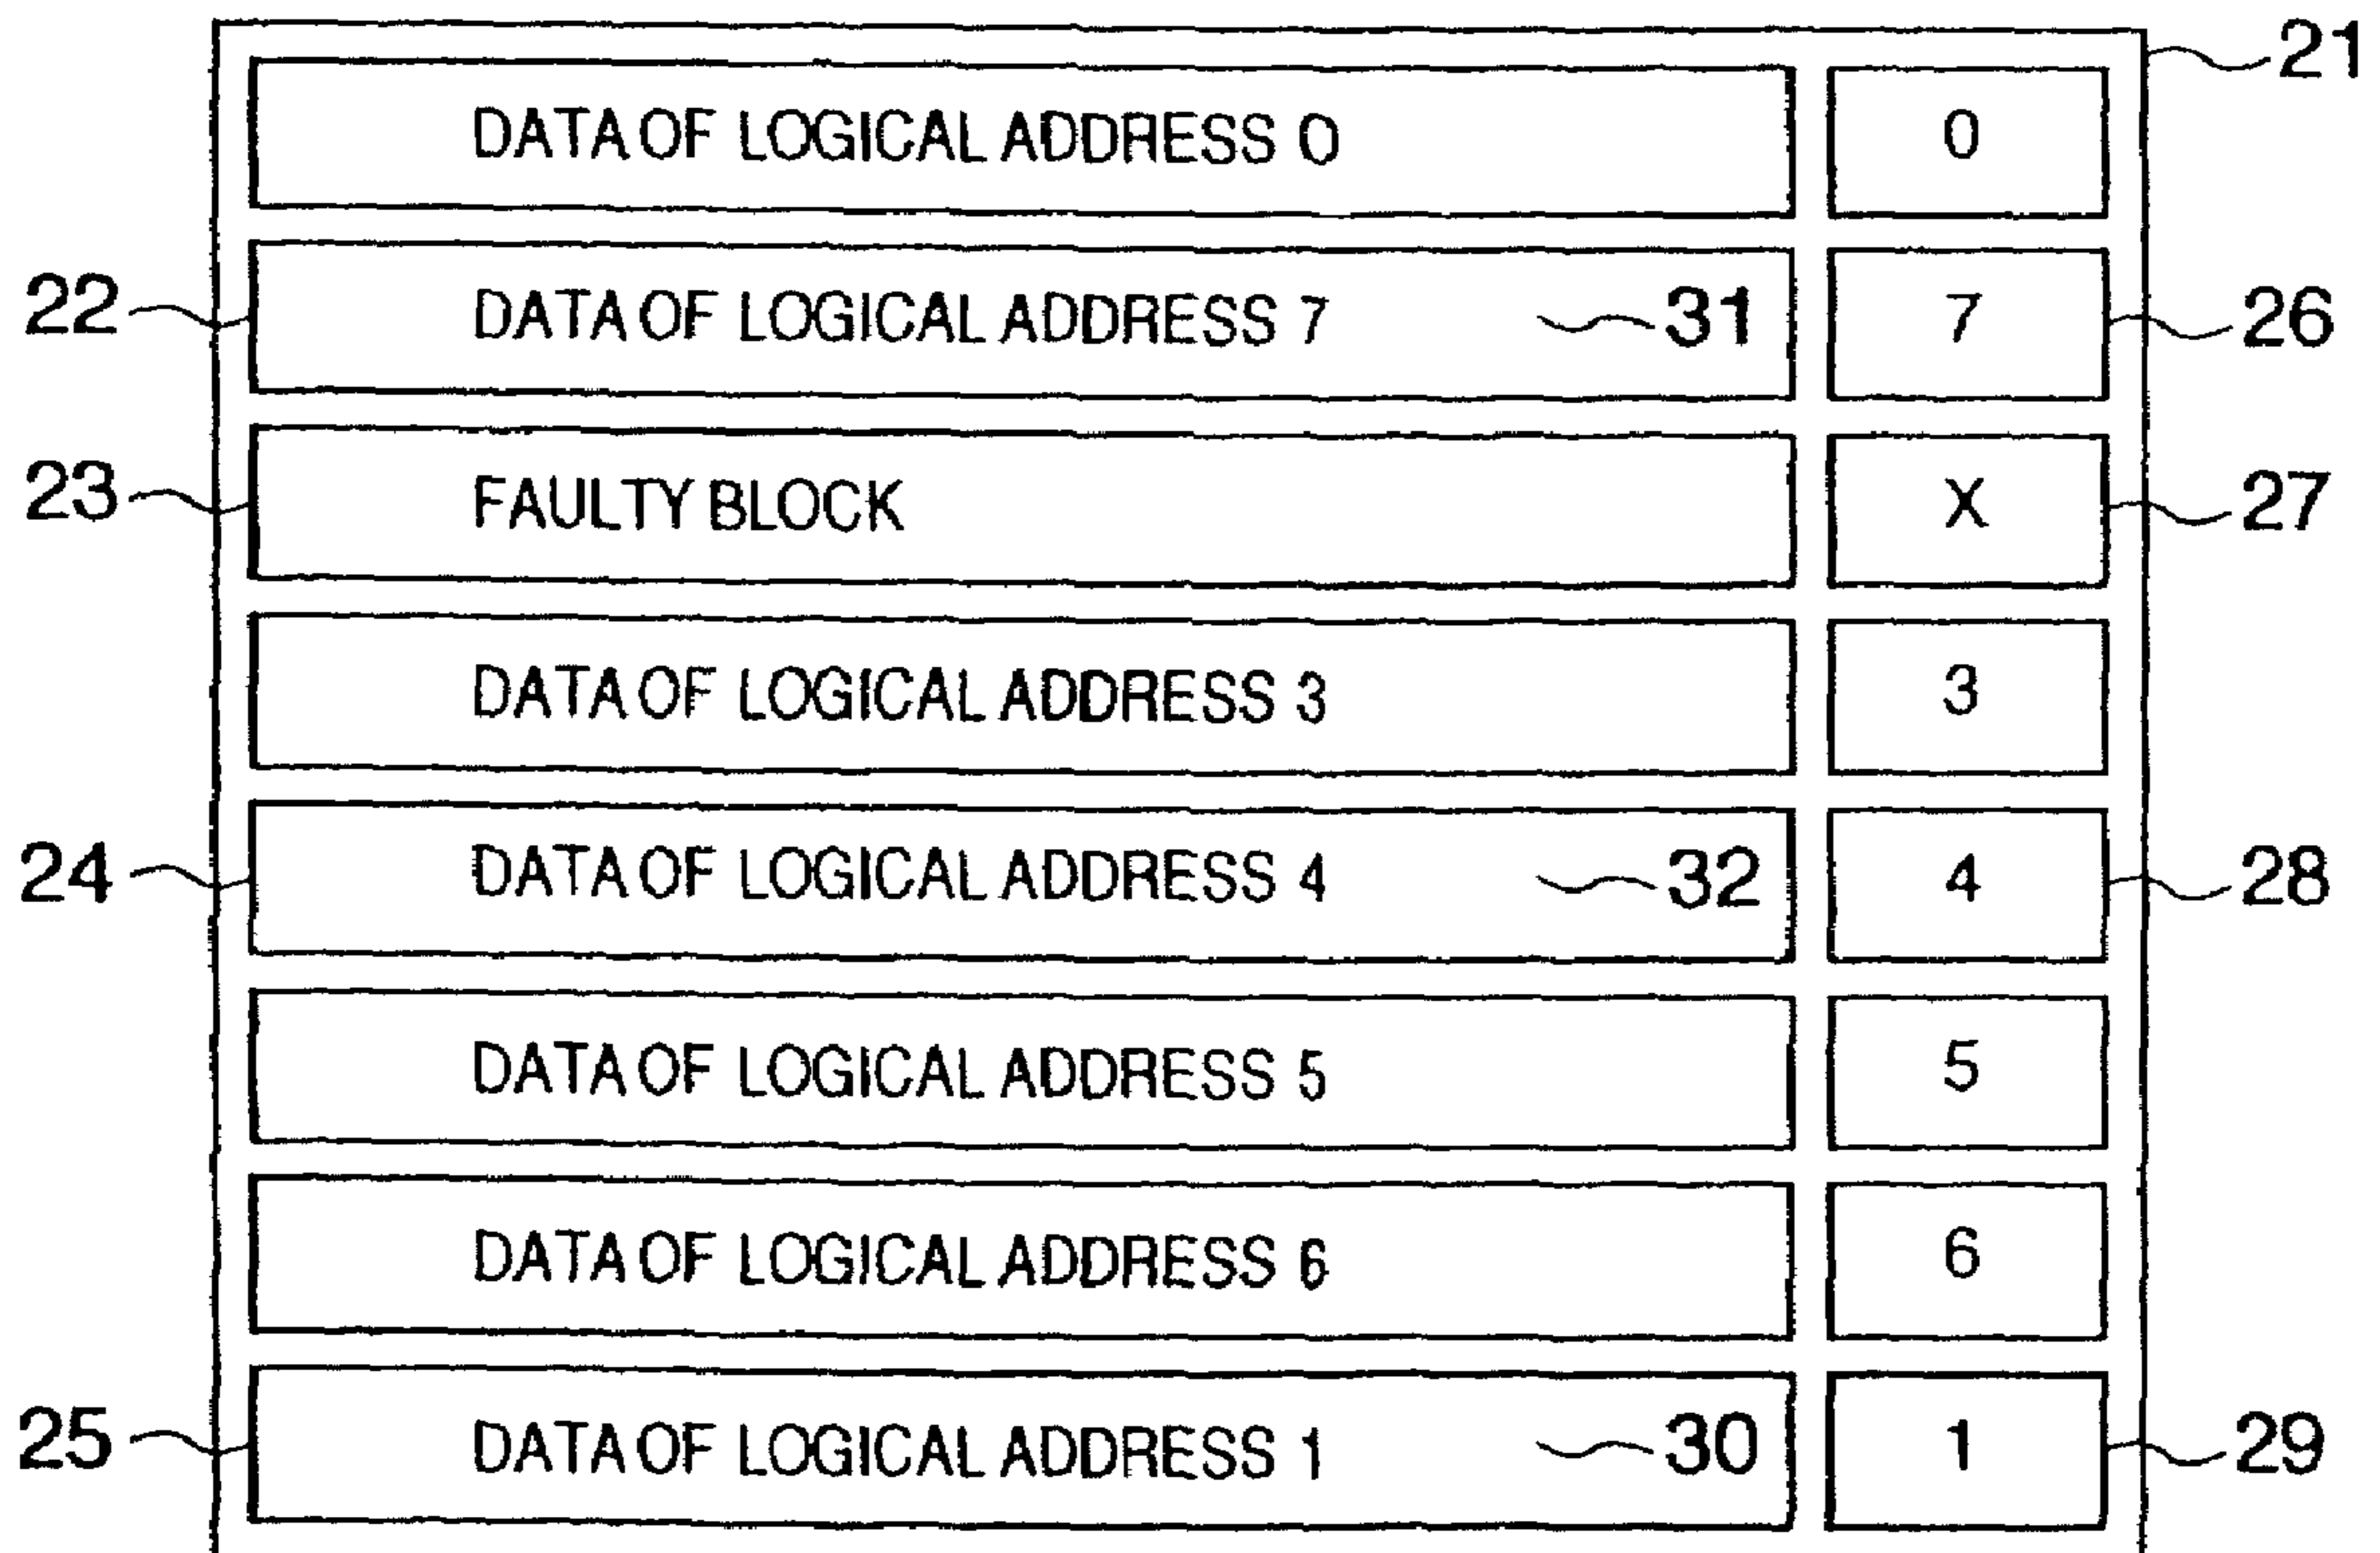 21
DATA OF LOGICAL ADDRESS 0 0
22 DATA OF LOGICAL ADDRESS 7 31 7 26
23 FAULTY BLOCK X 27
DATA OF LOGICAL ADDRESS 3 3
24 DATA OF LOGICAL ADDRESS 4 32 4 28
DATA OF LOGICAL ADDRESS 5 5
DATA OF LOGICAL ADDRESS 6 6
25 DATA OF LOGICAL ADDRESS 1 30 1 29